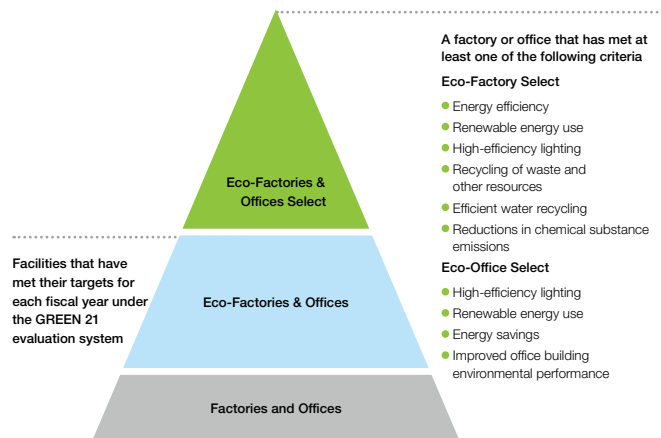 A factory or office that has met at
least one of the following criteria
Eco-Factory Select
Energy efficiency
Renewable energy use
High-efficiency lighting
Recycling of waste and
other resources
Efficient water recycling
Reductions in chemical substance
emissions
Eco-Office Select
High-efficiency lighting
Renewable energy use
Energy savings
Improved office building
environmental performance
Eco-Factories &
Offices Select
Facilities that have
met their targets for
each fiscal year under
the GREEN 21
evaluation system
Eco-Factories & Offices
Factories and Offices